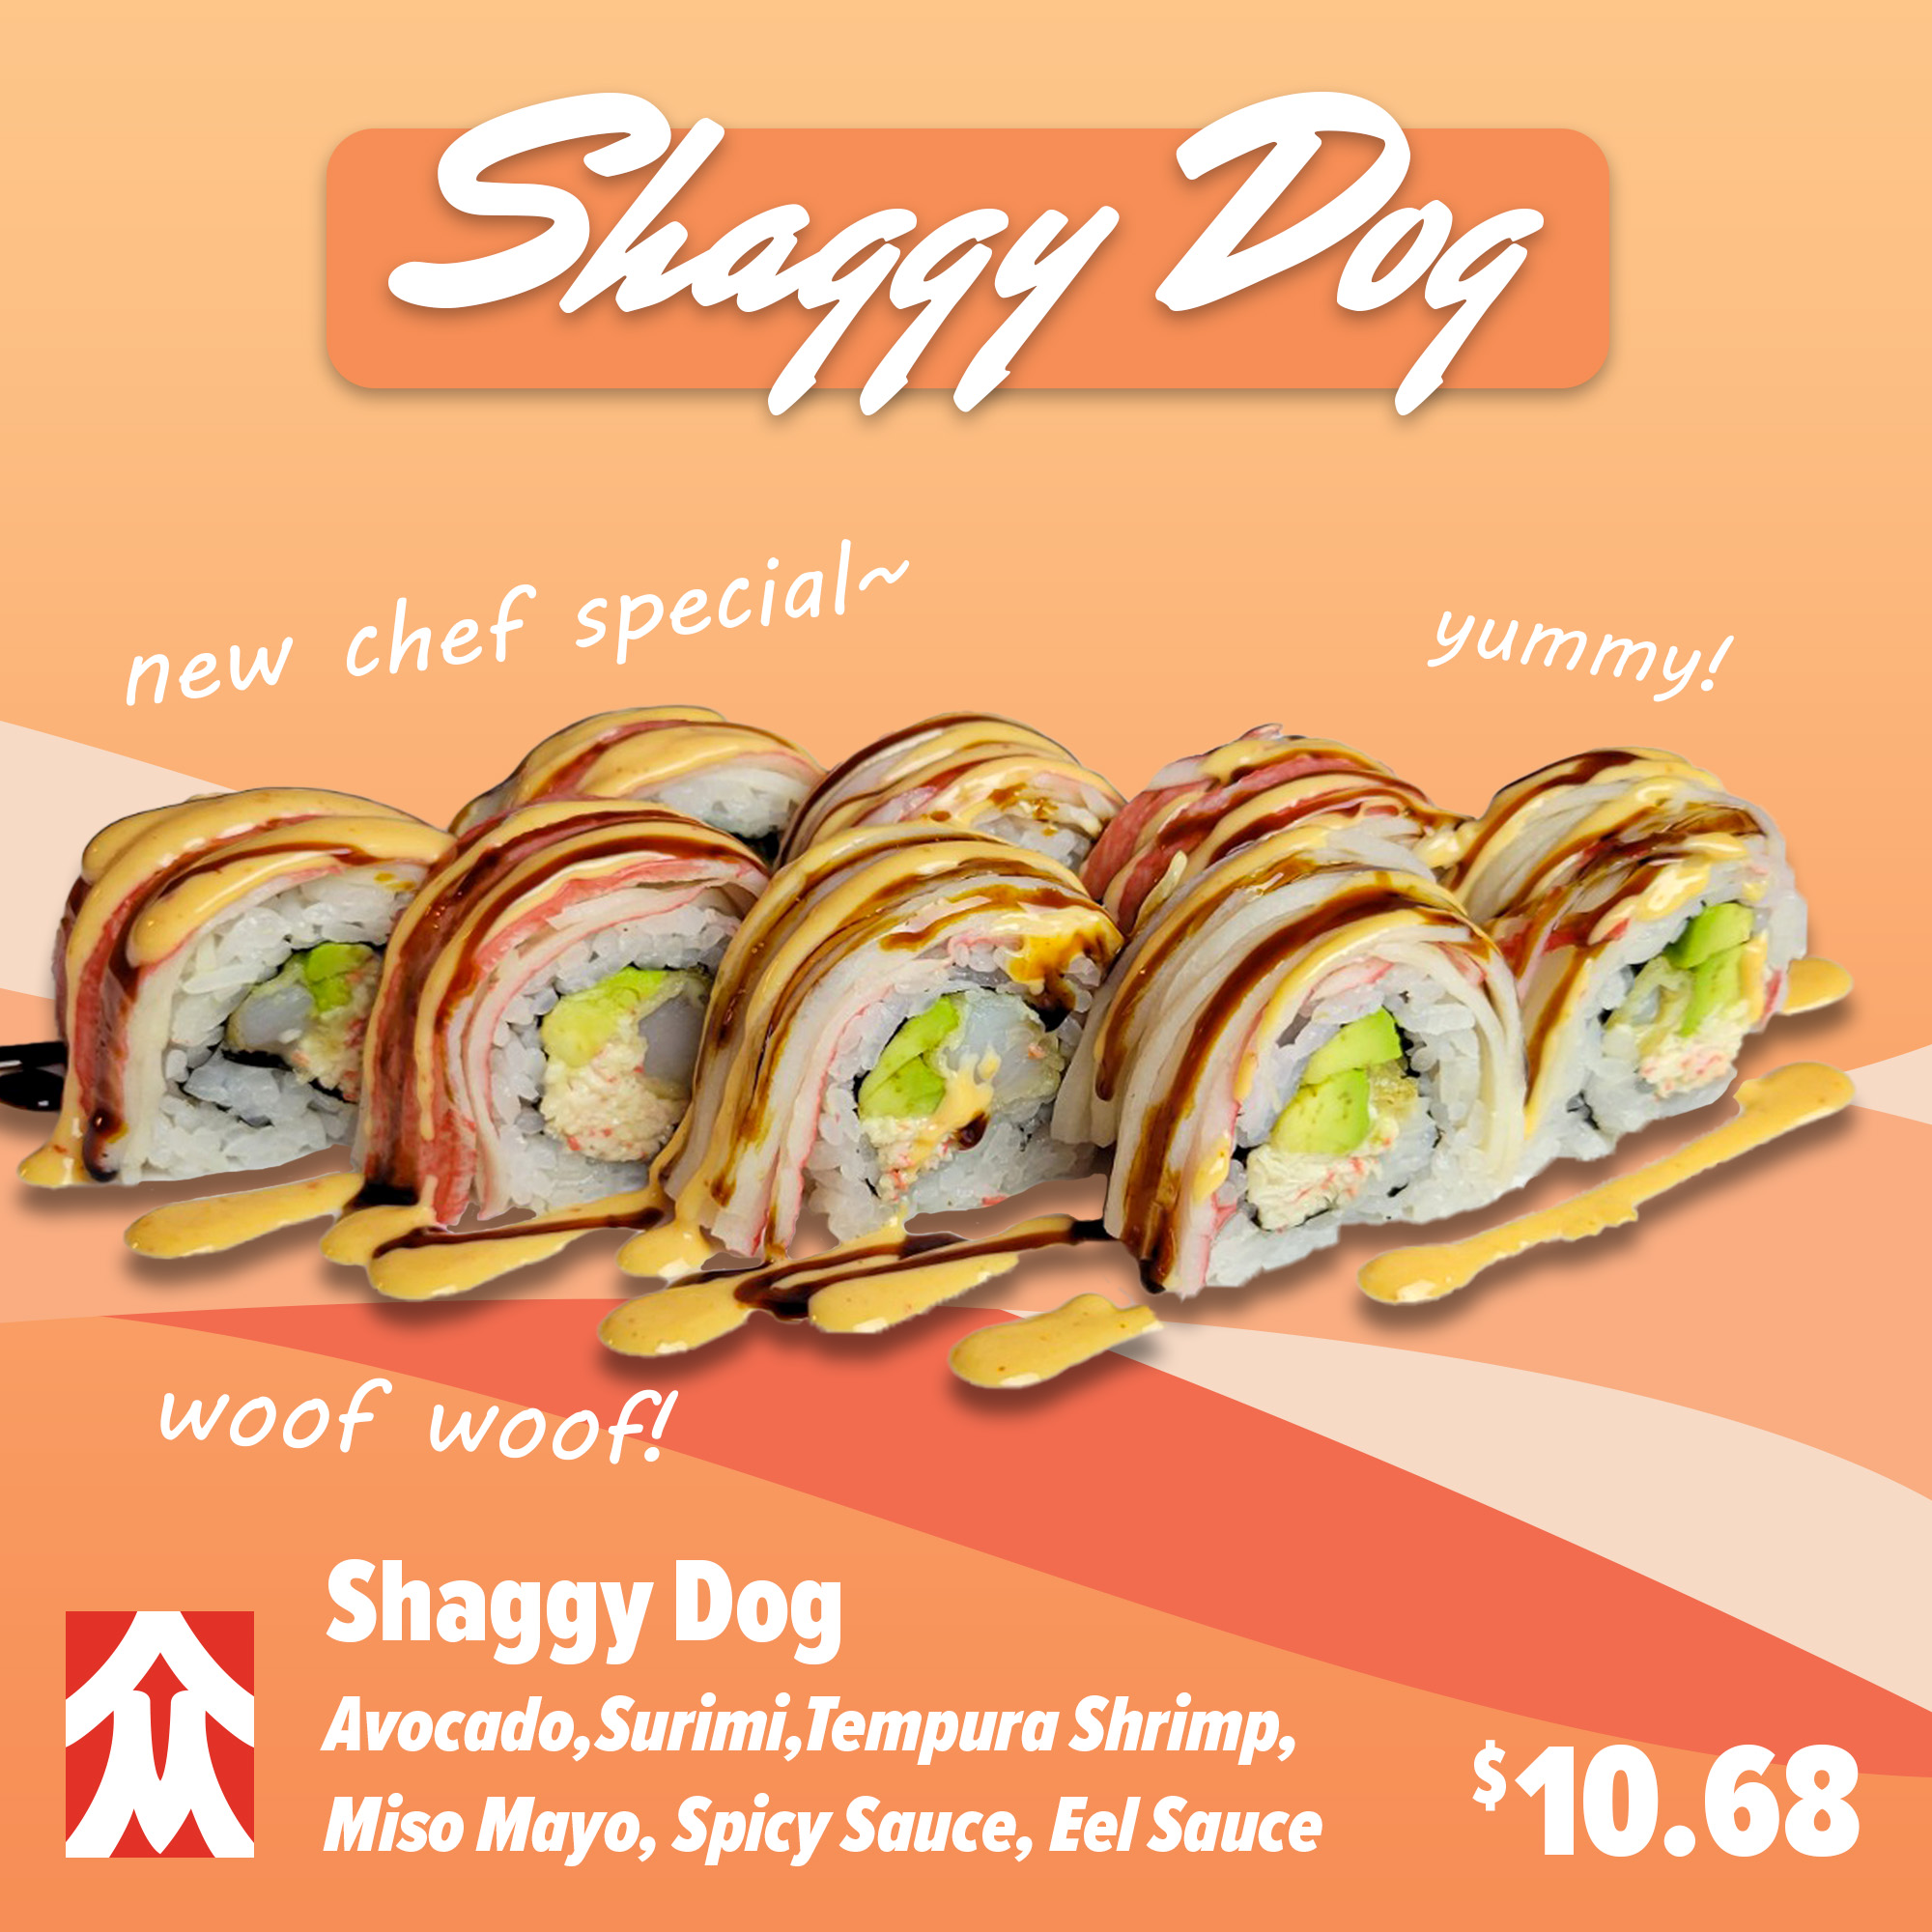 Shaggy Dog
new chef special~
yummy!
woof woof!
Shaggy Dog
Avocado,Surimi,Tempura Shrimp,
Miso Mayo, Spicy Sauce, Eel Sauce
$10.68